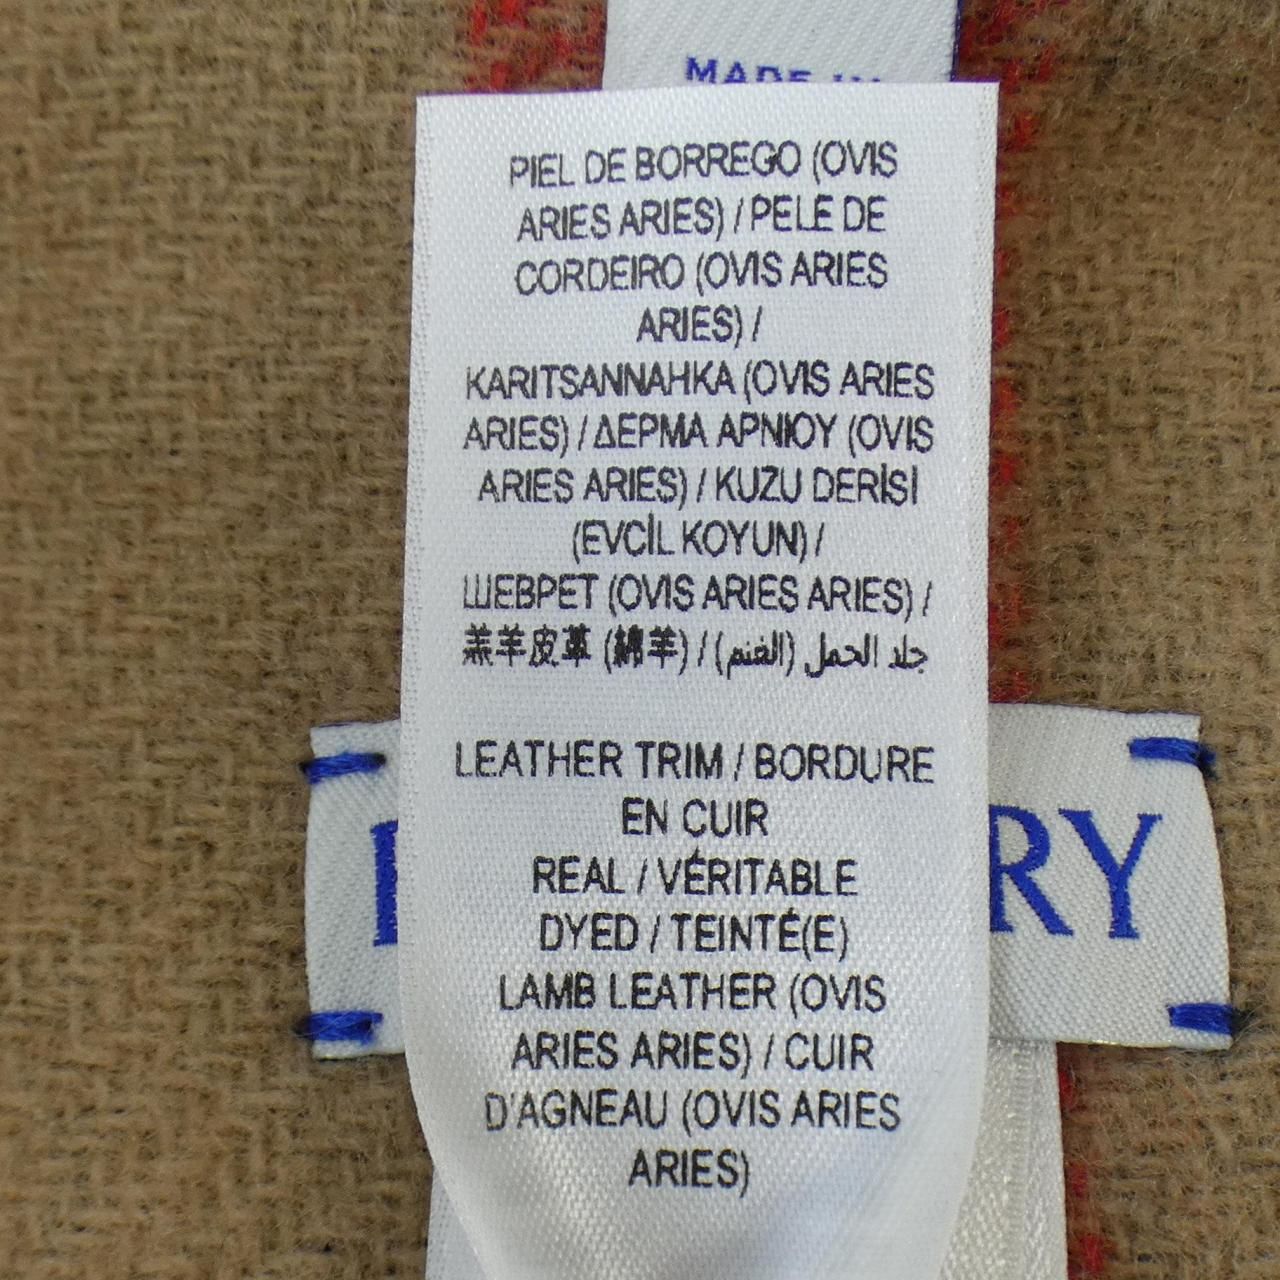 MADE IN
PIEL DE BORREGO (OVIS
ARIES ARIES) / PELE DE
CORDEIRO (OVIS ARIES
ARIES) /
KARITSANNAHKA (OVIS ARIES
ARIES) / ΔΕΡΜΑ ΑΡΝΙΟΥ (OVIS
ARIES ARIES) / KUZU DERİSİ
(EVCİL KOYUN) /
ШЕВРЕТ (OVIS ARIES ARIES) /
羔羊皮革 (綿羊) / جلد الحمل (الغنم)
LEATHER TRIM / BORDURE
EN CUIR
REAL / VÉRITABLE
DYED / TEINTÉ(E)
LAMB LEATHER (OVIS
ARIES ARIES) / CUIR
D'AGNEAU (OVIS ARIES
ARIES)